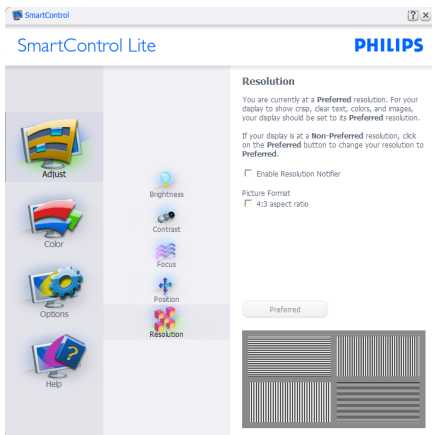 SmartControl
SmartControl Lite
PHILIPS
Adjust
Color
Options
Help
Brightness
Contrast
Focus
Position
Resolution
Resolution
You are currently at a Preferred resolution. For your
display to show crisp, clear text, colors, and images,
your display should be set to its Preferred resolution.
If your display is at a Non-Preferred resolution, click
on the Preferred button to change your resolution to
Preferred.
Enable Resolution Notifier
Picture Format
4:3 aspect ratio
Preferred